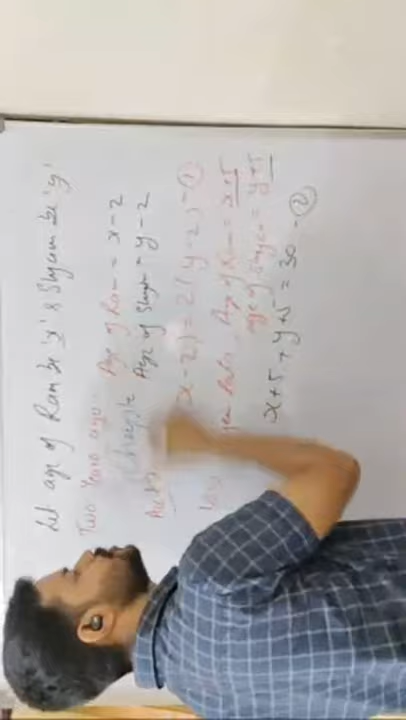 Let age of Ram be 'x' & Shyam be 'y'
Two Years ago: Age of Ram = x-2
Age of Shyam = y-2
x-2) = 2(y-2) - ①
Age of Ram = x+5
age of Shyam = y+5
x+5+y+5 = 30 - ②